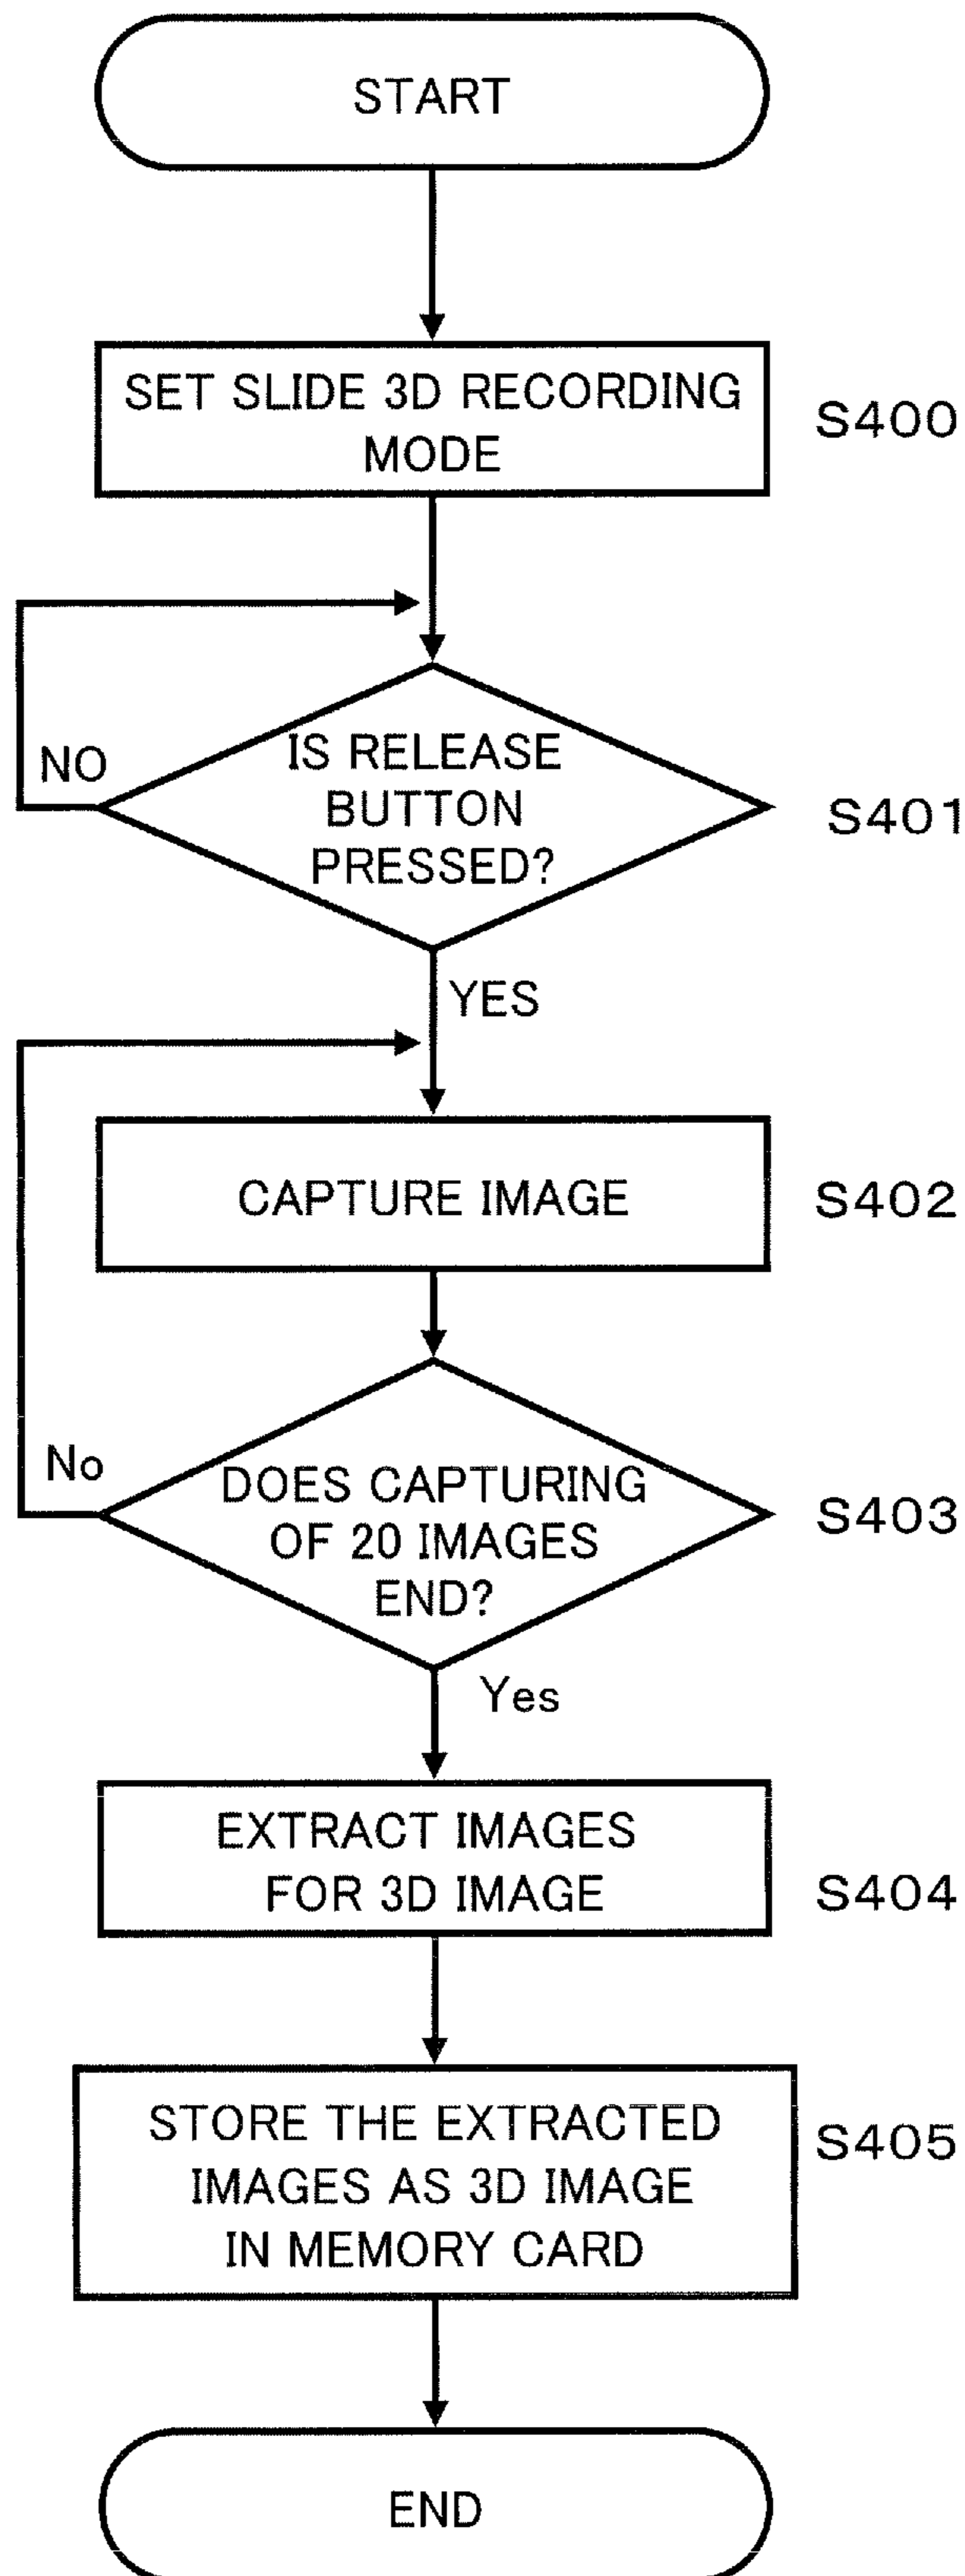 START
SET SLIDE 3D RECORDING
MODE
S400
NO
IS RELEASE
BUTTON
PRESSED?
S401
YES
CAPTURE IMAGE
S402
No
DOES CAPTURING
OF 20 IMAGES
END?
S403
Yes
EXTRACT IMAGES
FOR 3D IMAGE
S404
STORE THE EXTRACTED
IMAGES AS 3D IMAGE
IN MEMORY CARD
S405
END